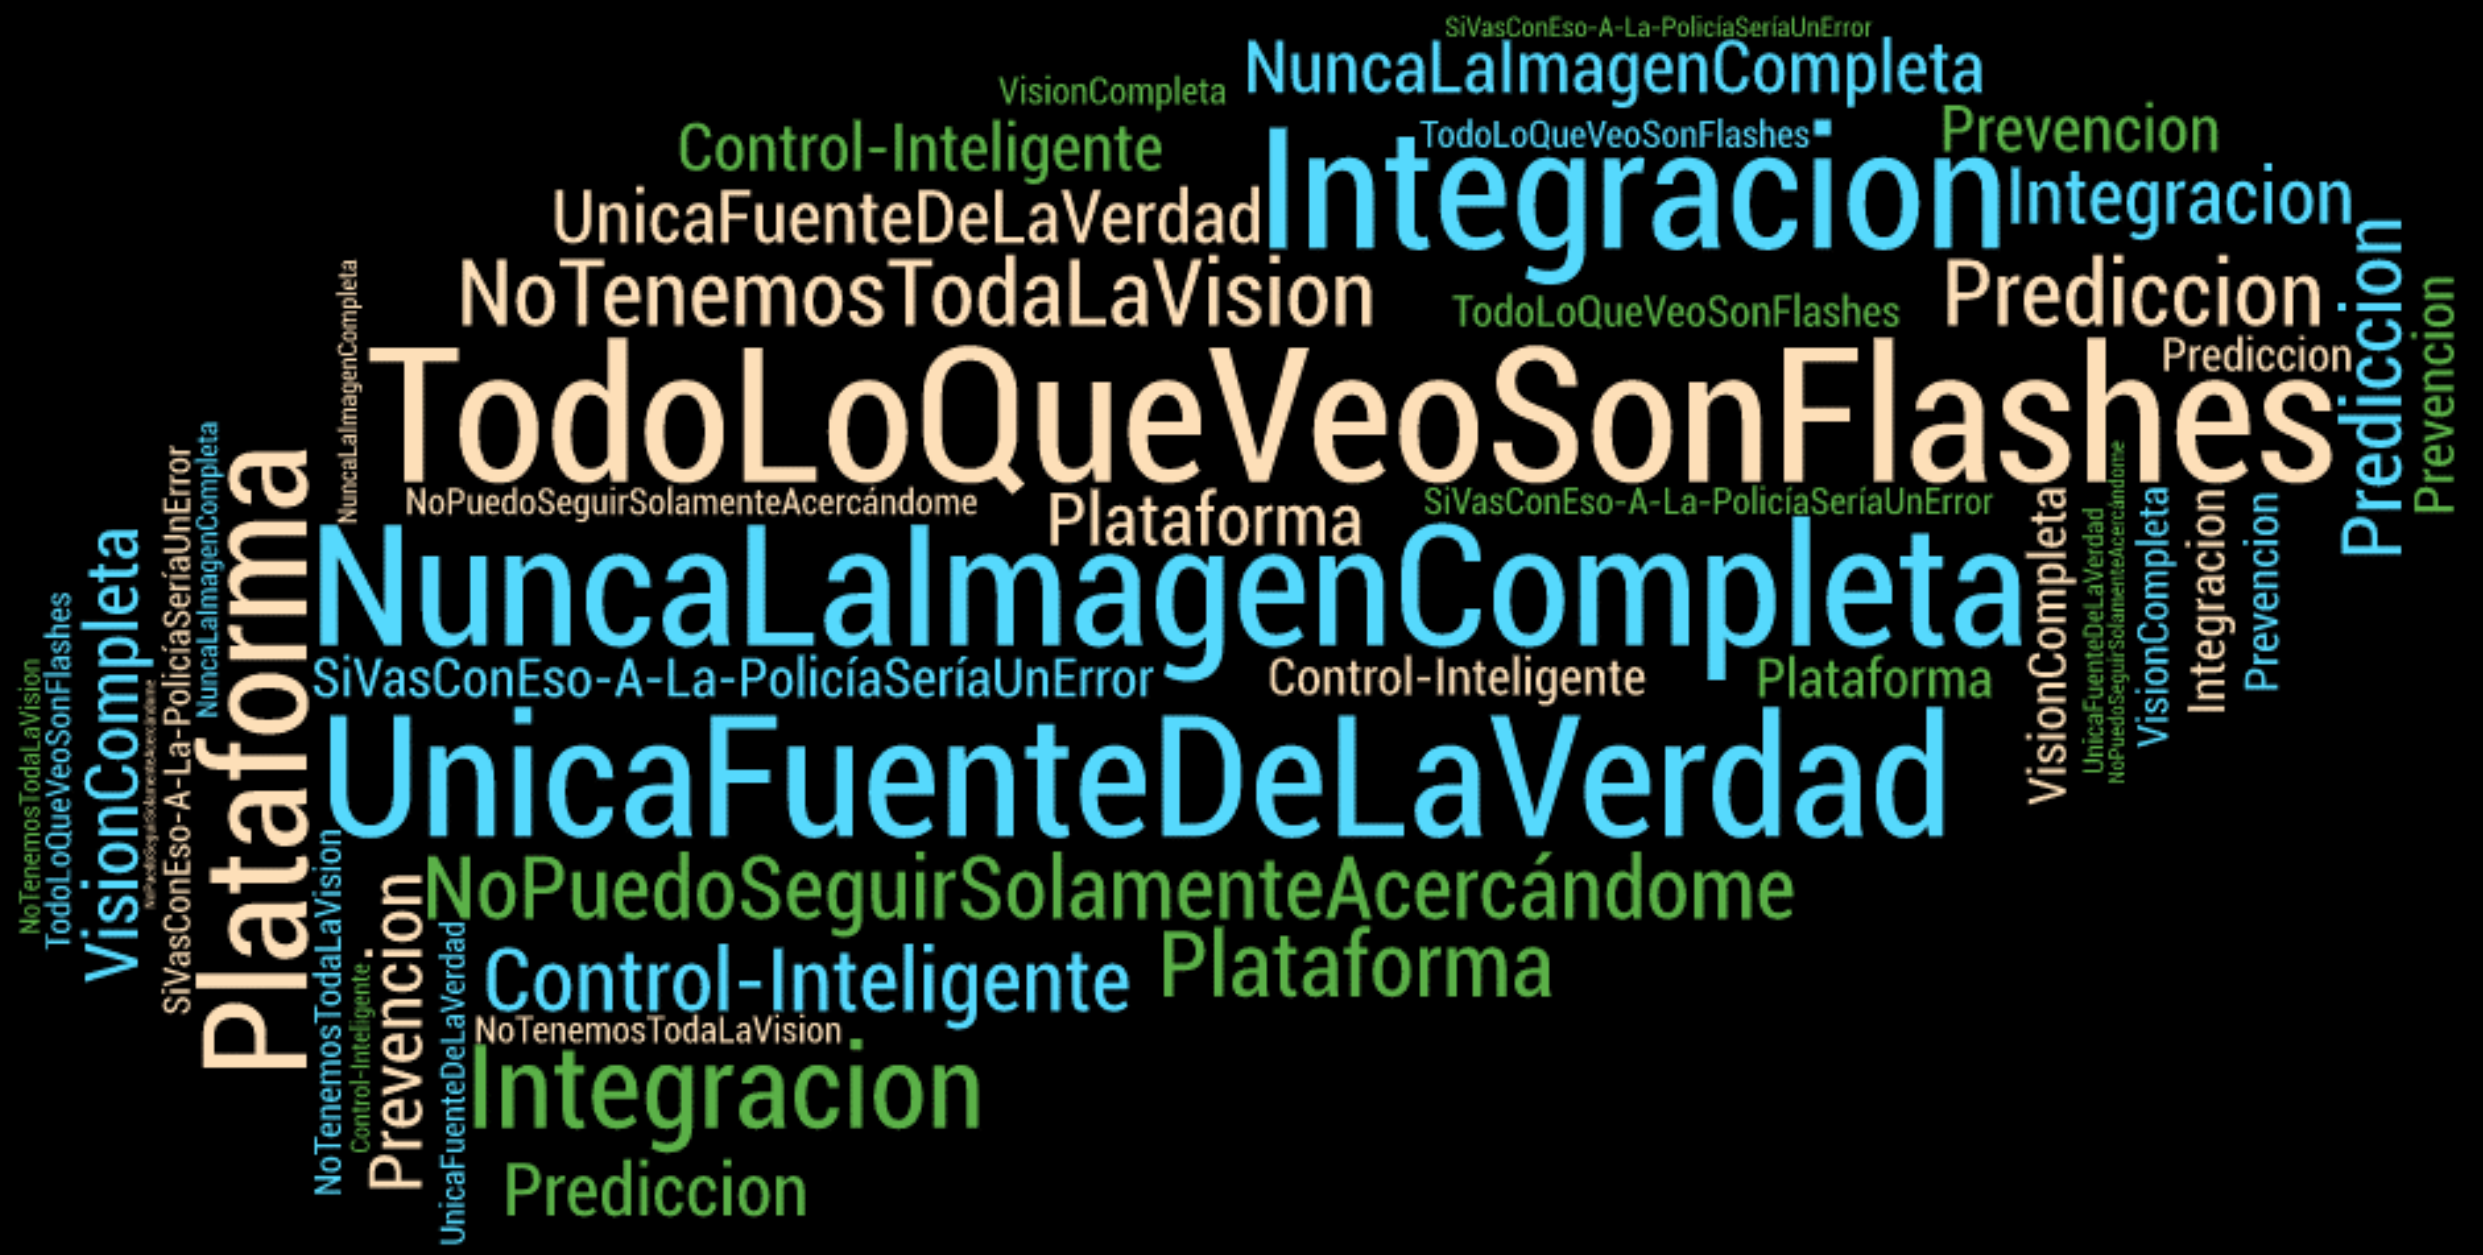 SiVasConEso-A-La-PolicíaSeríaUnError
NuncaLaImagenCompleta
VisionCompleta
Control-Inteligente
TodoLoQueVeoSonFlashes
Prevencion
Integracion
Integracion
UnicaFuenteDeLaVerdad
NoTenemosTodaLaVision
TodoLoQueVeoSonFlashes
Prediccion
Prediccion
Prediccion
Prevencion
NuncaLaImagenCompleta
TodoLoQueVeoSonFlashes
NoPuedoSeguirSolamenteAcercándome
Plataforma
SiVasConEso-A-La-PolicíaSeríaUnError
NuncaLaImagenCompleta
SiVasConEso-A-La-PolicíaSeríaUnError
Control-Inteligente
Plataforma
UnicaFuenteDeLaVerdad
VisionCompleta
UnicaFuenteDeLaVerdad
NoPuedoSeguirSolamenteAcercándome
VisionCompleta
Integracion
Prevencion
NoTenemosTodaLaVision
TodoLoQueVeoSonFlashes
VisionCompleta
NoPuedoSeguirSolamenteAcercándome
SiVasConEso-A-La-PolicíaSeríaUnError
NuncaLaImagenCompleta
Plataforma
NoPuedoSeguirSolamenteAcercándome
NoTenemosTodaLaVision
Control-Inteligente
Prevencion
UnicaFuenteDeLaVerdad
Control-Inteligente
Plataforma
NoTenemosTodaLaVision
Integracion
Prediccion